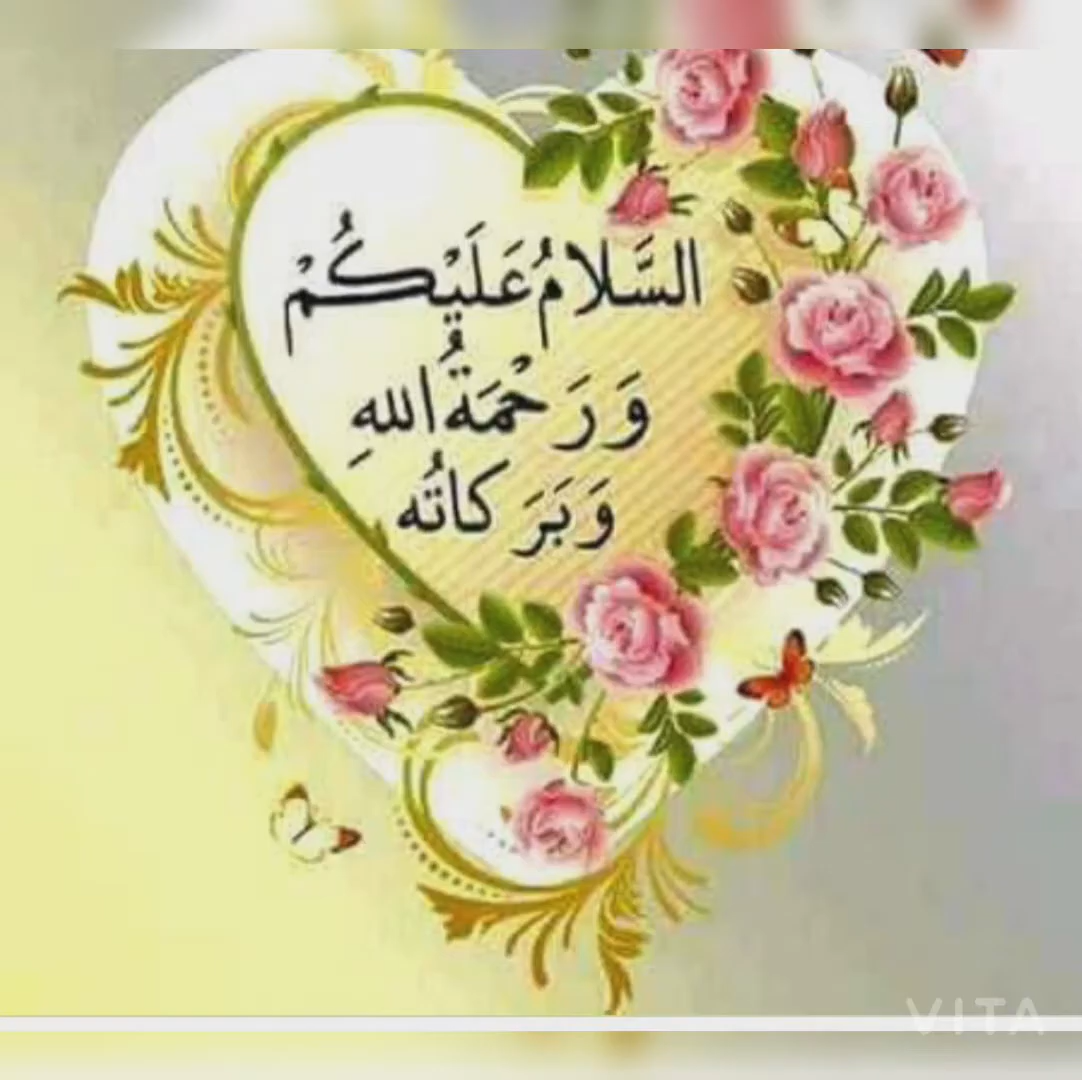 السَّلامُ عَلَيْكُمْ
وَرَحْمَةُ اللهِ
وَبَرَكاتُه
VITA